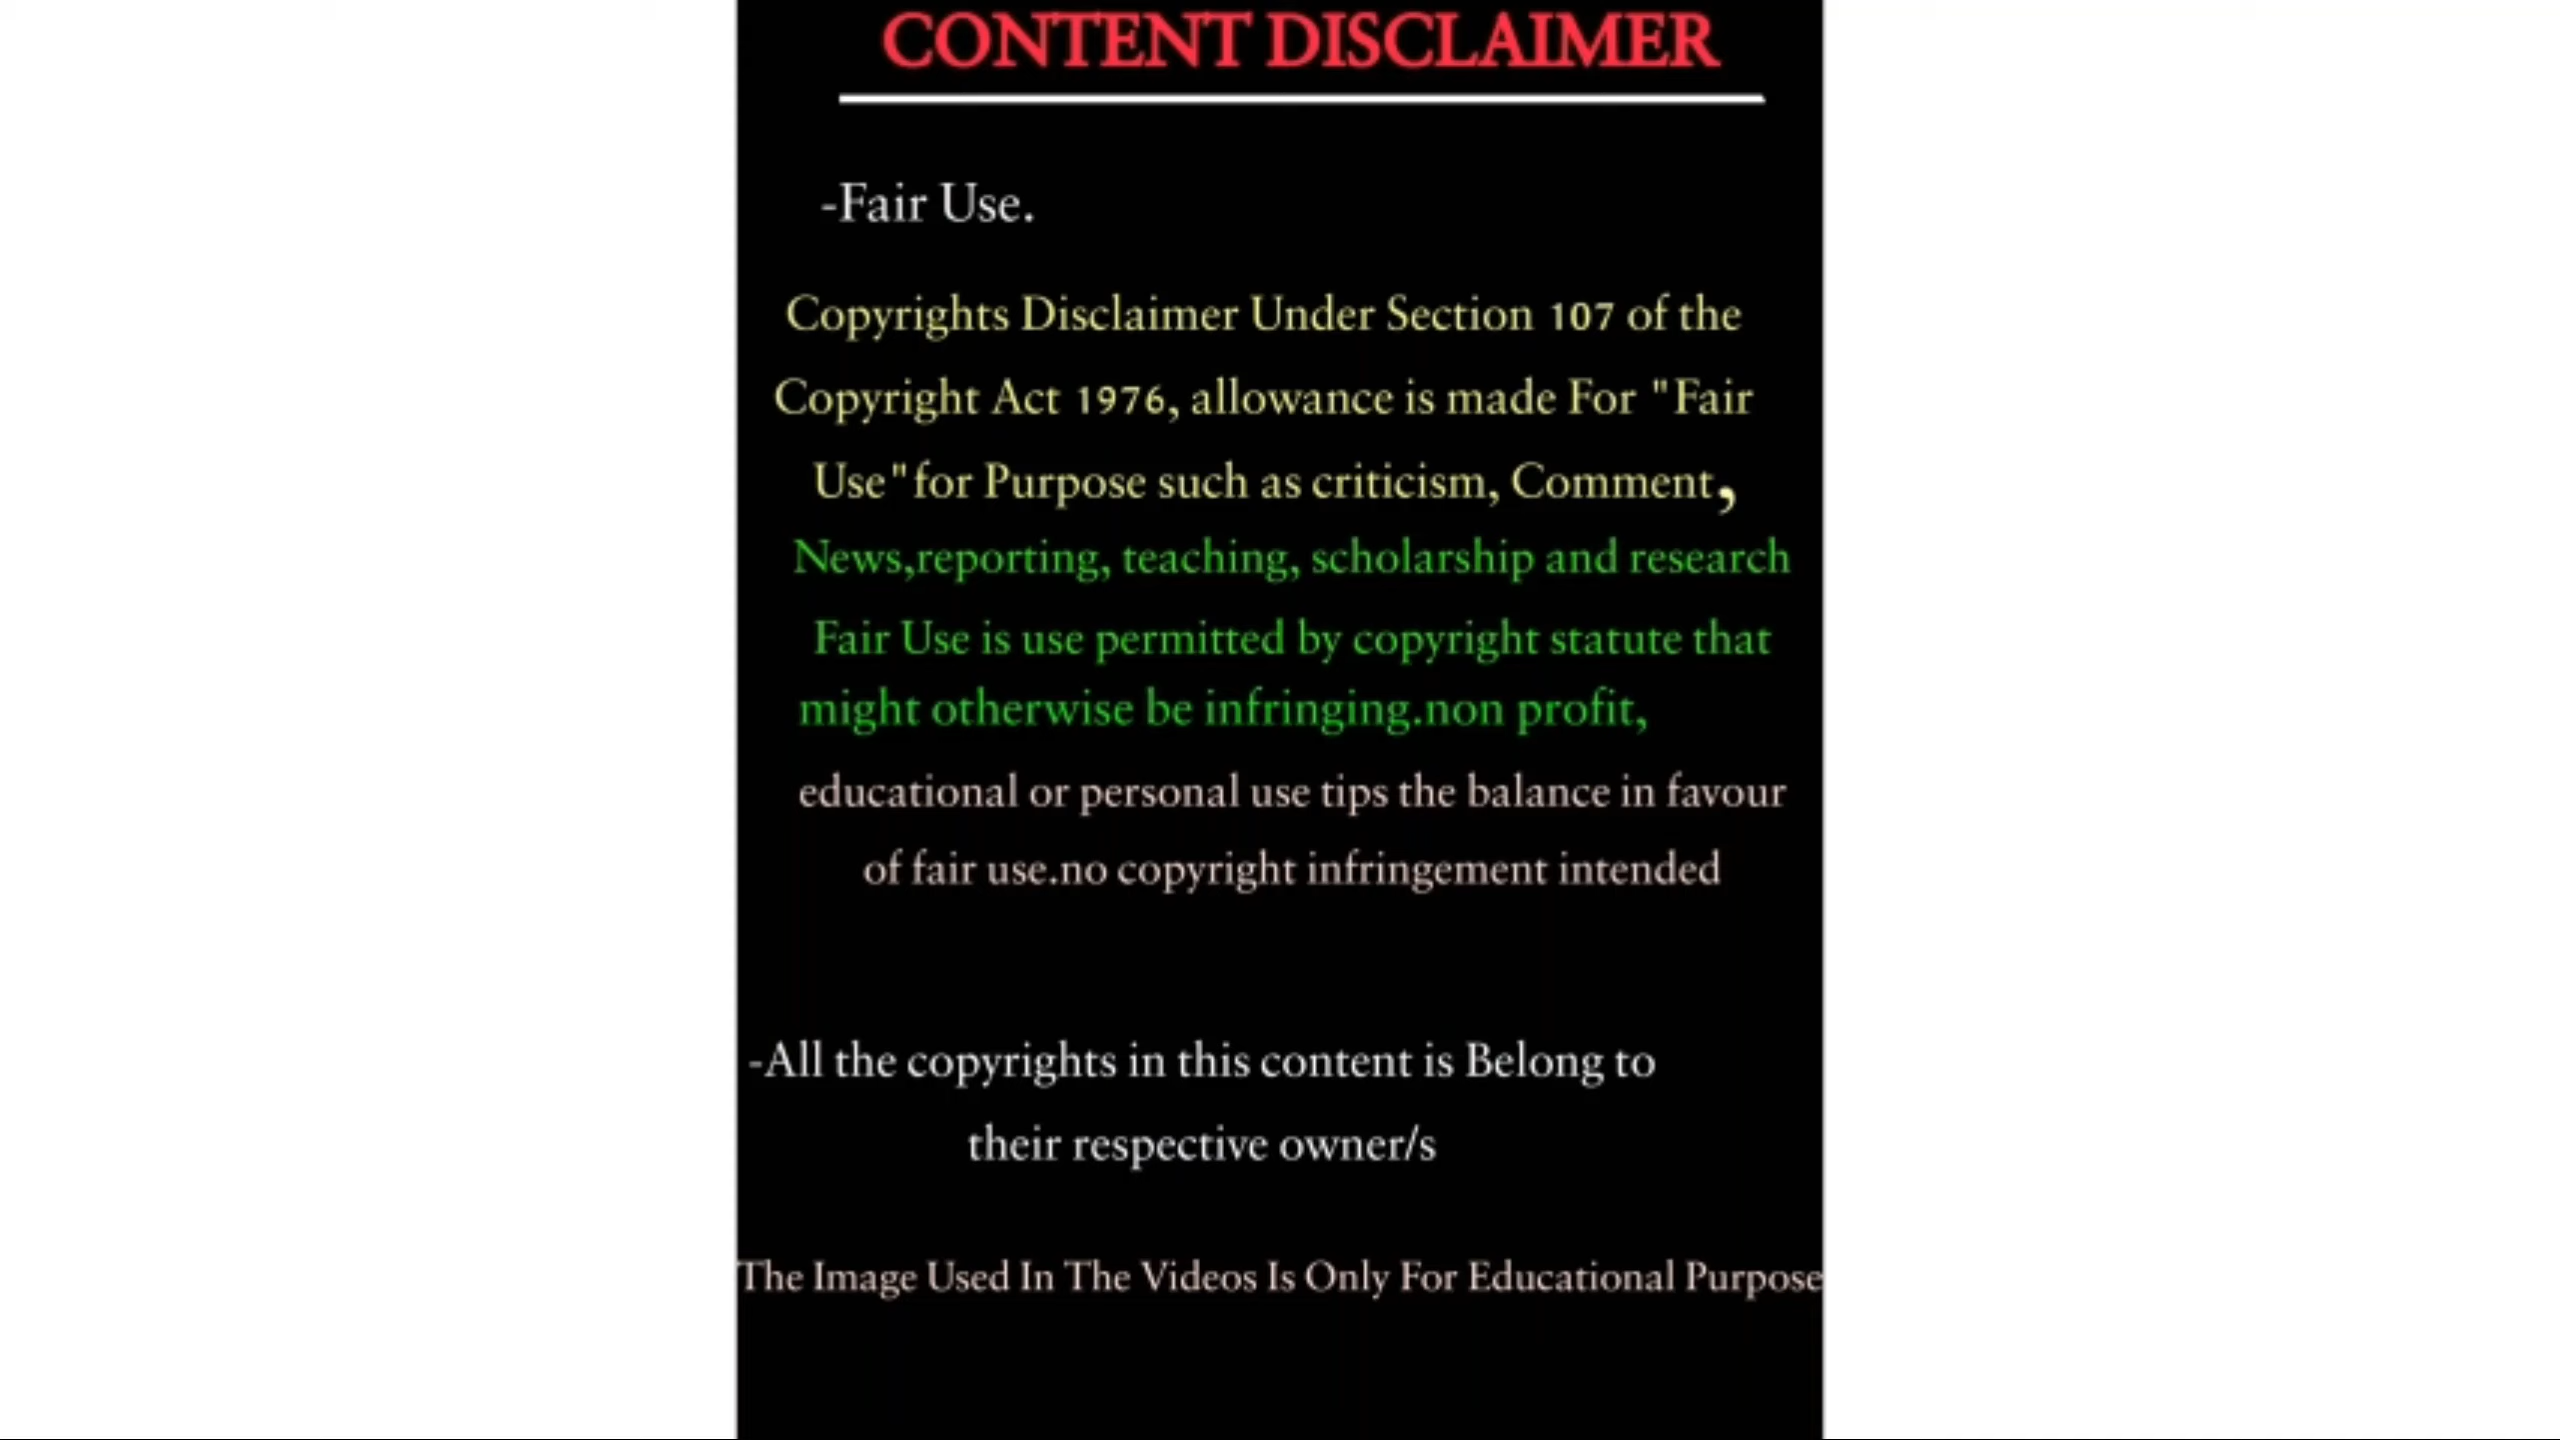 CONTENT DISCLAIMER
-Fair Use.
Copyrights Disclaimer Under Section 107 of the
Copyright Act 1976, allowance is made For "Fair
Use"for Purpose such as criticism, Comment,
News,reporting, teaching, scholarship and research
Fair Use is use permitted by copyright statute that
might otherwise be infringing.non profit,
educational or personal use tips the balance in favour
of fair use.no copyright infringement intended
-All the copyrights in this content is Belong to
their respective owner/s
The Image Used In The Videos Is Only For Educational Purpose